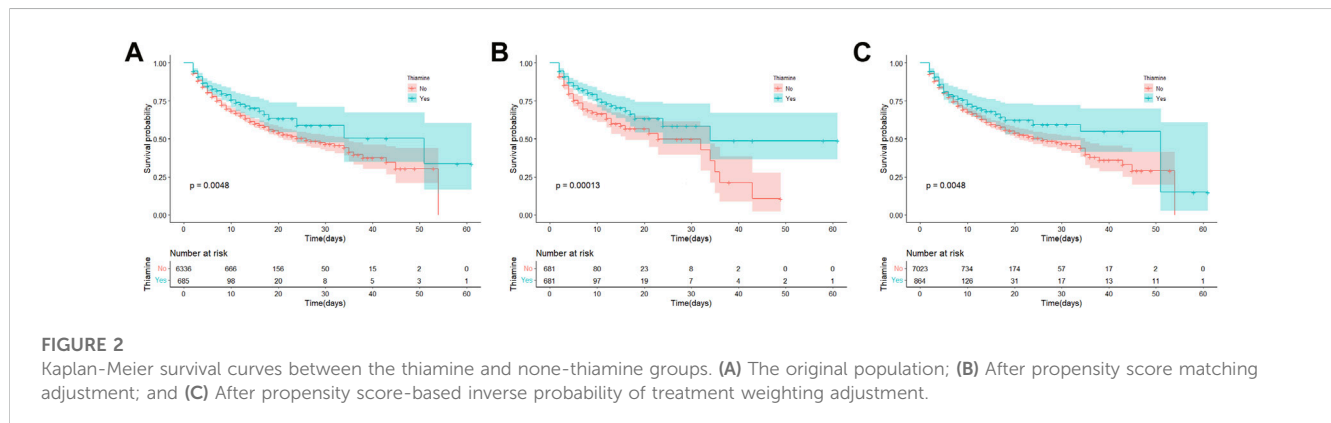 A
1.00
0.75
0.50
0.25
0.00
Survival probability
Thiamine
No
Yes
p = 0.0048
0 10 20 30 40 50 60
Time(days)
Number at risk
Thiamine
No 6336 666 156 50 15 2 0
Yes 685 98 20 8 5 3 1
0 10 20 30 40 50 60
Time(days)
B
1.00
0.75
0.50
0.25
0.00
Survival probability
Thiamine
No
Yes
p = 0.00013
0 10 20 30 40 50 60
Time(days)
Number at risk
Thiamine
No 681 80 23 8 2 0 0
Yes 681 97 19 7 4 2 1
0 10 20 30 40 50 60
Time(days)
C
1.00
0.75
0.50
0.25
0.00
Survival probability
Thiamine
No
Yes
p = 0.0048
0 10 20 30 40 50 60
Time(days)
Number at risk
Thiamine
No 7023 734 174 57 17 2 0
Yes 864 126 31 17 13 11 1
0 10 20 30 40 50 60
Time(days)
FIGURE 2
Kaplan-Meier survival curves between the thiamine and none-thiamine groups. (A) The original population; (B) After propensity score matching
adjustment; and (C) After propensity score-based inverse probability of treatment weighting adjustment.